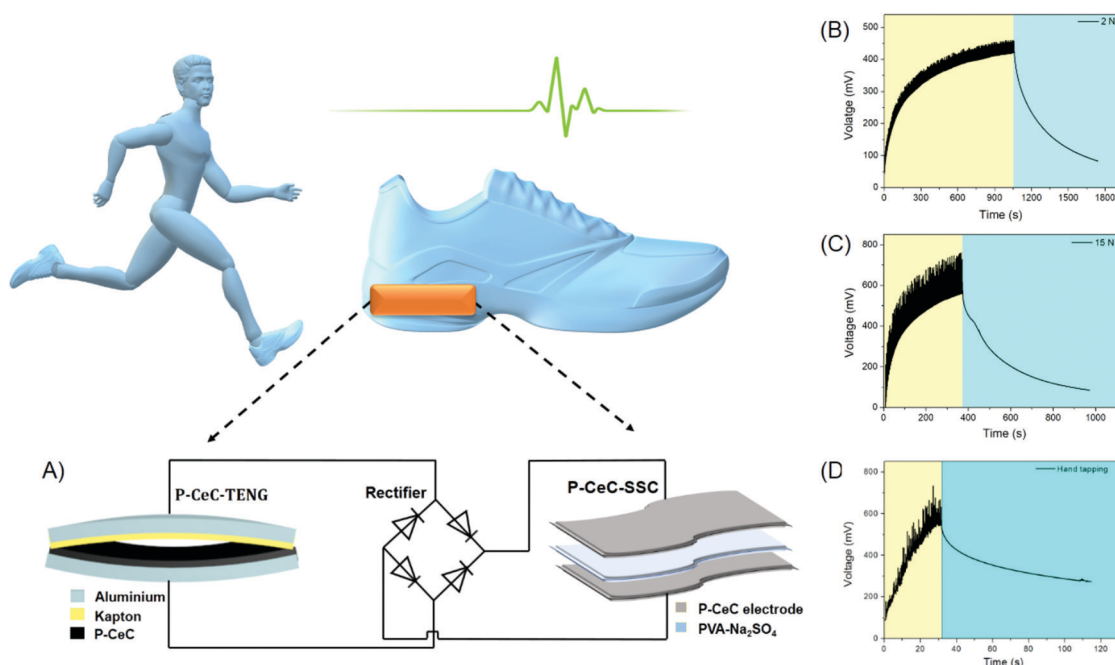 A)
P-CeC-TENG
Aluminium
Kapton
P-CeC
Rectifier
P-CeC-SSC
P-CeC electrode
PVA-Na₂SO₄
(B)
2 N
Volatge (mV)
500
400
300
200
100
0
0 300 600 900 1200 1500 1800
Time (s)
(C)
15 N
Voltage (mV)
800
600
400
200
0
0 200 400 600 800 1000
Time (s)
(D)
Hand tapping
Voltage (mV)
800
600
400
200
0
0 20 40 60 80 100 120
Time (s)